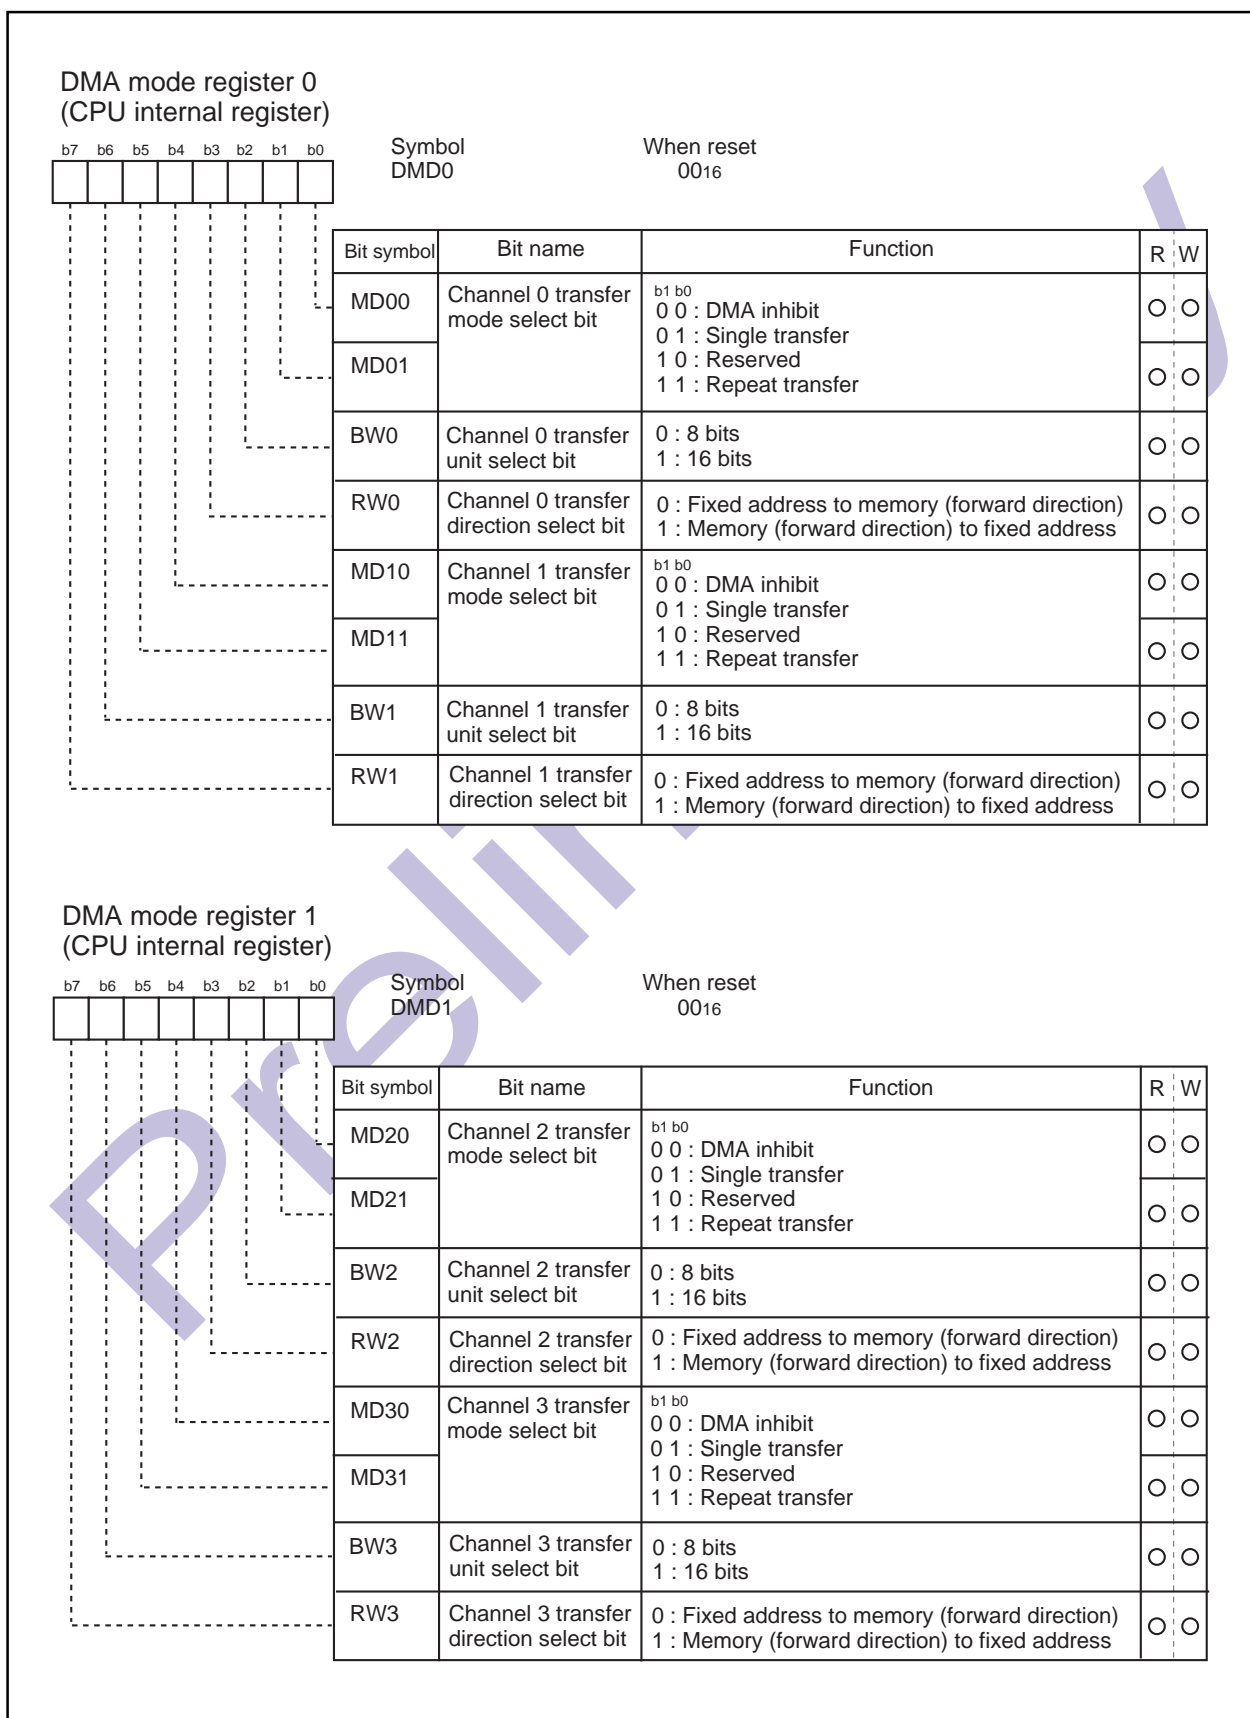 DMA mode register 0
(CPU internal register)
b7 b6 b5 b4 b3 b2 b1 b0
Symbol When reset
DMD0 0016
Bit symbol Bit name Function R W
MD00 Channel 0 transfer mode select bit
b1 b0
0 0 : DMA inhibit
0 1 : Single transfer
1 0 : Reserved
1 1 : Repeat transfer
MD01
BW0 Channel 0 transfer unit select bit
0 : 8 bits
1 : 16 bits
RW0 Channel 0 transfer direction select bit
0 : Fixed address to memory (forward direction)
1 : Memory (forward direction) to fixed address
MD10 Channel 1 transfer mode select bit
b1 b0
0 0 : DMA inhibit
0 1 : Single transfer
1 0 : Reserved
1 1 : Repeat transfer
MD11
BW1 Channel 1 transfer unit select bit
0 : 8 bits
1 : 16 bits
RW1 Channel 1 transfer direction select bit
0 : Fixed address to memory (forward direction)
1 : Memory (forward direction) to fixed address
DMA mode register 1
(CPU internal register)
b7 b6 b5 b4 b3 b2 b1 b0
Symbol When reset
DMD1 0016
Bit symbol Bit name Function R W
MD20 Channel 2 transfer mode select bit
b1 b0
0 0 : DMA inhibit
0 1 : Single transfer
1 0 : Reserved
1 1 : Repeat transfer
MD21
BW2 Channel 2 transfer unit select bit
0 : 8 bits
1 : 16 bits
RW2 Channel 2 transfer direction select bit
0 : Fixed address to memory (forward direction)
1 : Memory (forward direction) to fixed address
MD30 Channel 3 transfer mode select bit
b1 b0
0 0 : DMA inhibit
0 1 : Single transfer
1 0 : Reserved
1 1 : Repeat transfer
MD31
BW3 Channel 3 transfer unit select bit
0 : 8 bits
1 : 16 bits
RW3 Channel 3 transfer direction select bit
0 : Fixed address to memory (forward direction)
1 : Memory (forward direction) to fixed address